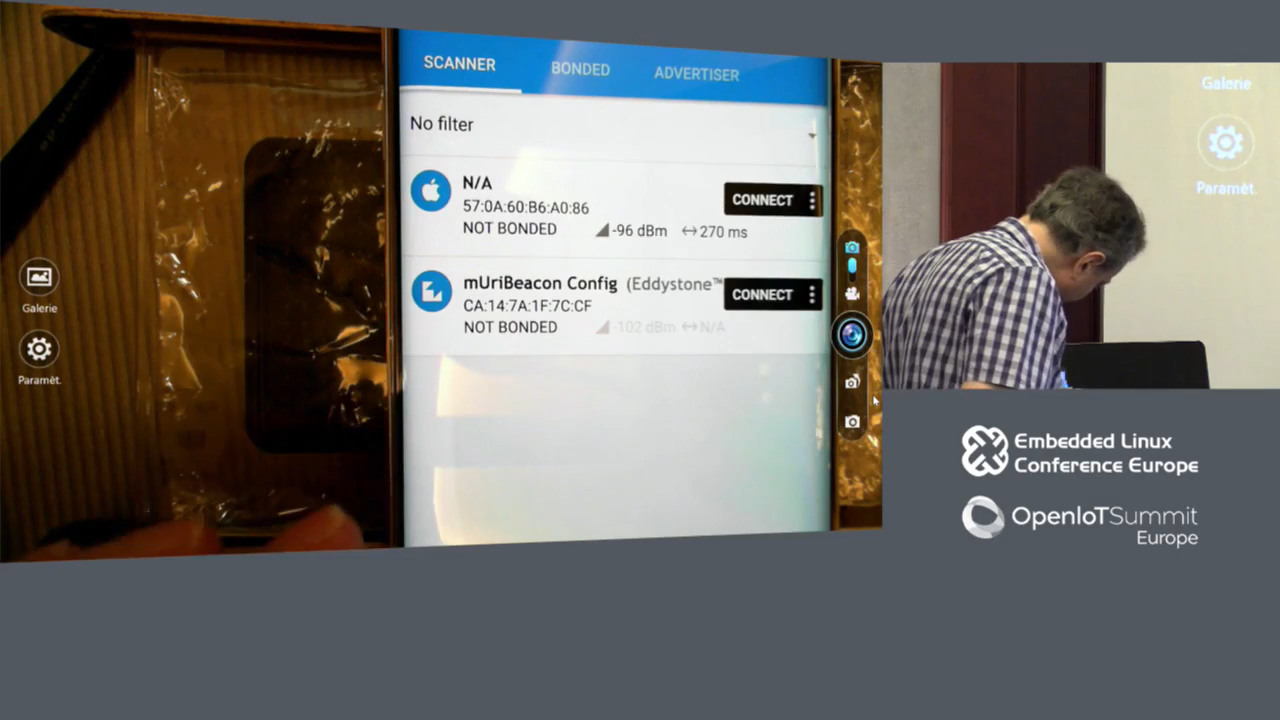 SCANNER
BONDED
ADVERTISER
No filter
N/A
57:0A:60:B6:A0:86
NOT BONDED
-96 dBm
270 ms
CONNECT
mUriBeacon Config (Eddystone™
CA:14:7A:1F:7C:CF
NOT BONDED
-102 dBm
N/A
CONNECT
Galerie
Paramèt.
Galerie
Paramèt.
Embedded Linux
Conference Europe
OpenIoTSummit
Europe